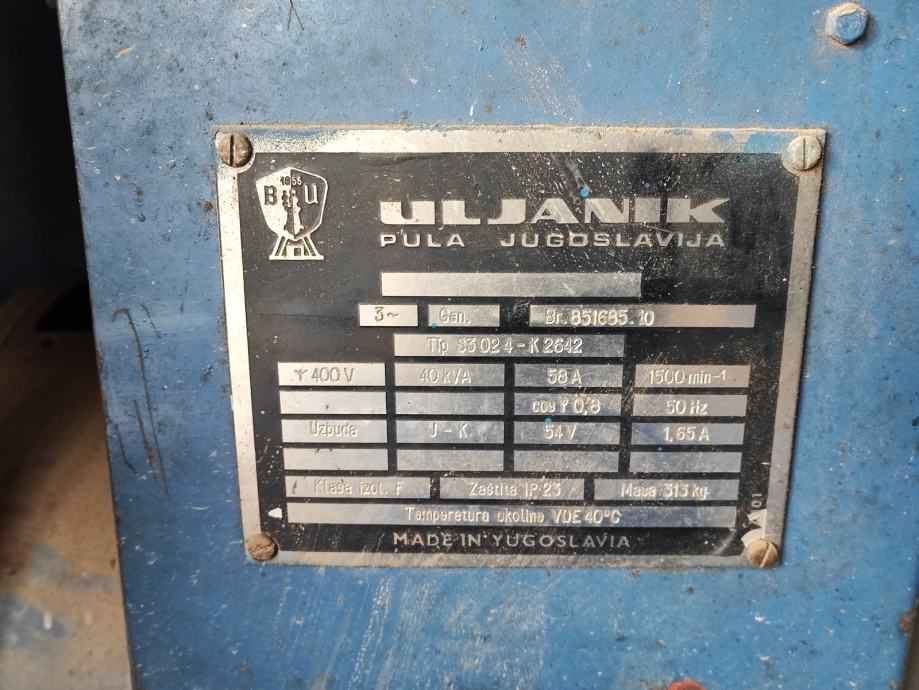 1955
B U
ULJANIK
PULA JUGOSLAVIJA
3~ Gen. Br. 851685.10
Tip S3 02 4-K 2642
Y 400 V 40 kVA 58 A 1500 min-1
cos φ 0,8 50 Hz
Uzbuda J-K 54 V 1,65 A
Klasa izol. F Zaštita IP-23 Masa 313 kg
Temperatura okoline VDE 40°C
MADE IN YUGOSLAVIA